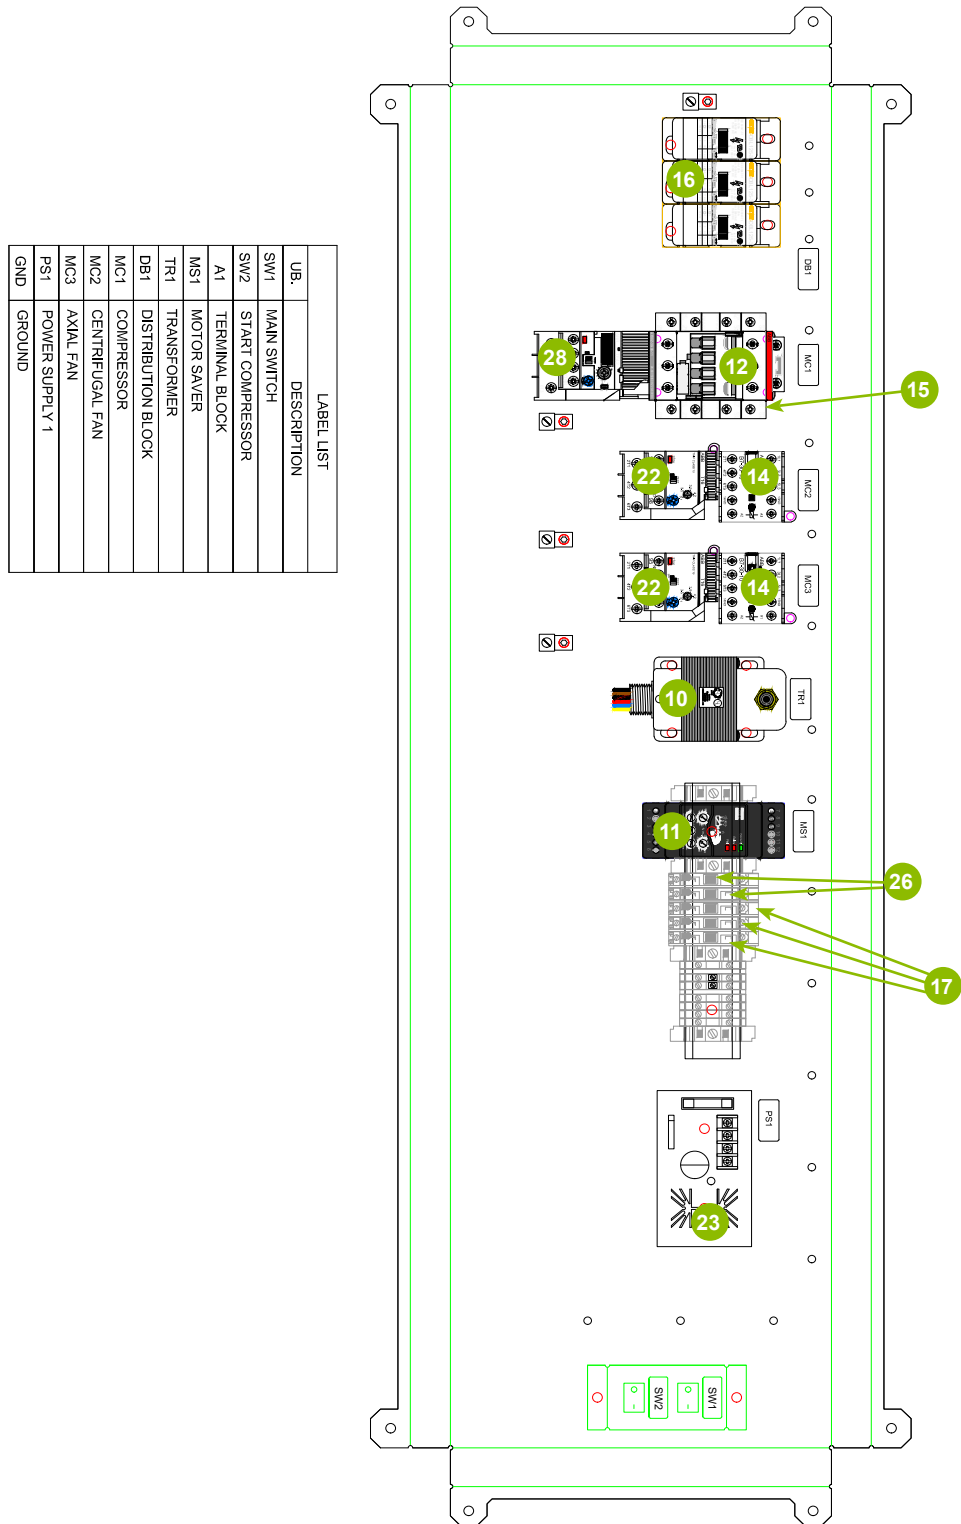 LABEL LIST
UB. DESCRIPTION
SW1 MAIN SWITCH
SW2 START COMPRESSOR
A1 TERMINAL BLOCK
MS1 MOTOR SAVER
TR1 TRANSFORMER
DB1 DISTRIBUTION BLOCK
MC1 COMPRESSOR
MC2 CENTRIFUGAL FAN
MC3 AXIAL FAN
PS1 POWER SUPPLY 1
GND GROUND
16
DB1
28
12
MC1
15
22
14
MC2
22
14
MC3
10
TR1
11
MS1
26
17
PS1
23
SW2
SW1